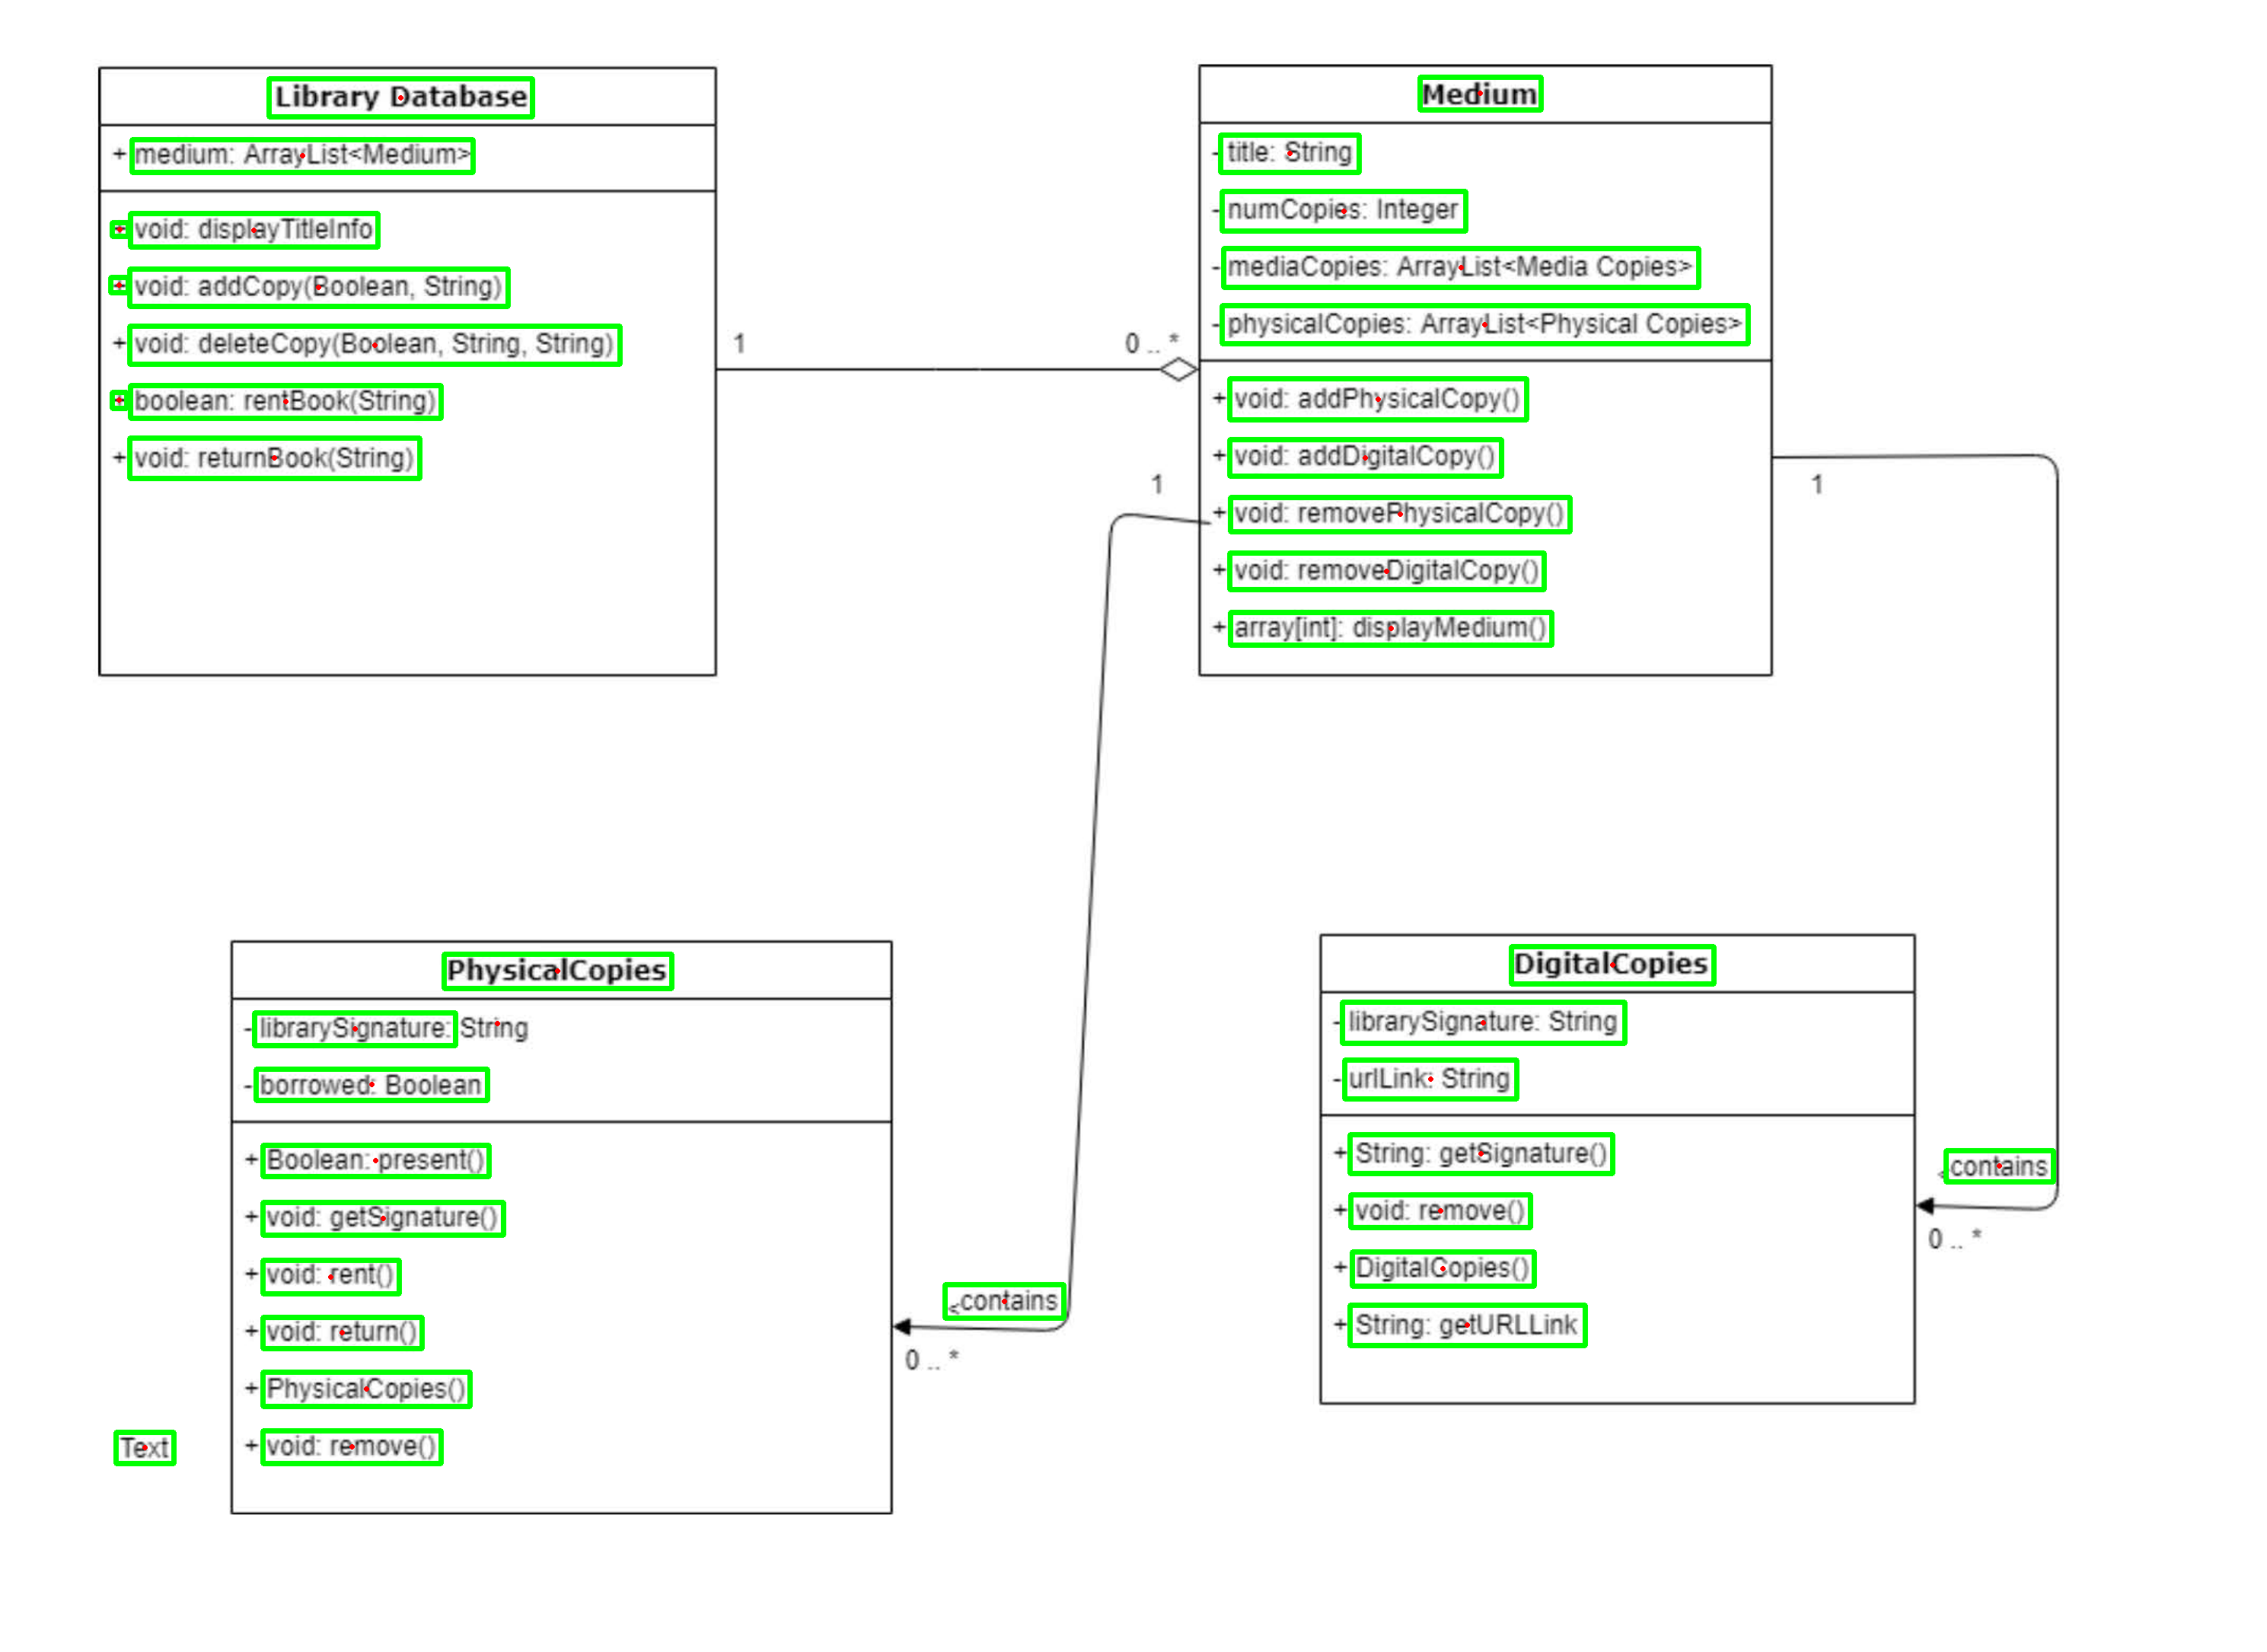 Library Database
+ medium: ArrayList<Medium>
+ void: displayTitleInfo
+ void: addCopy(Boolean, String)
+ void: deleteCopy(Boolean, String, String)
+ boolean: rentBook(String)
+ void: returnBook(String)
1
0 .. *
Medium
- title: String
- numCopies: Integer
- mediaCopies: ArrayList<Media Copies>
- physicalCopies: ArrayList<Physical Copies>
+ void: addPhysicalCopy()
+ void: addDigitalCopy()
+ void: removePhysicalCopy()
+ void: removeDigitalCopy()
+ array[int]: displayMedium()
1
1
PhysicalCopies
- librarySignature: String
- borrowed: Boolean
+ Boolean: present()
+ void: getSignature()
+ void: rent()
+ void: return()
+ PhysicalCopies()
+ void: remove()
<contains
0 .. *
Text
DigitalCopies
- librarySignature: String
- urlLink: String
+ String: getSignature()
+ void: remove()
+ DigitalCopies()
+ String: getURLLink
<contains
0 .. *